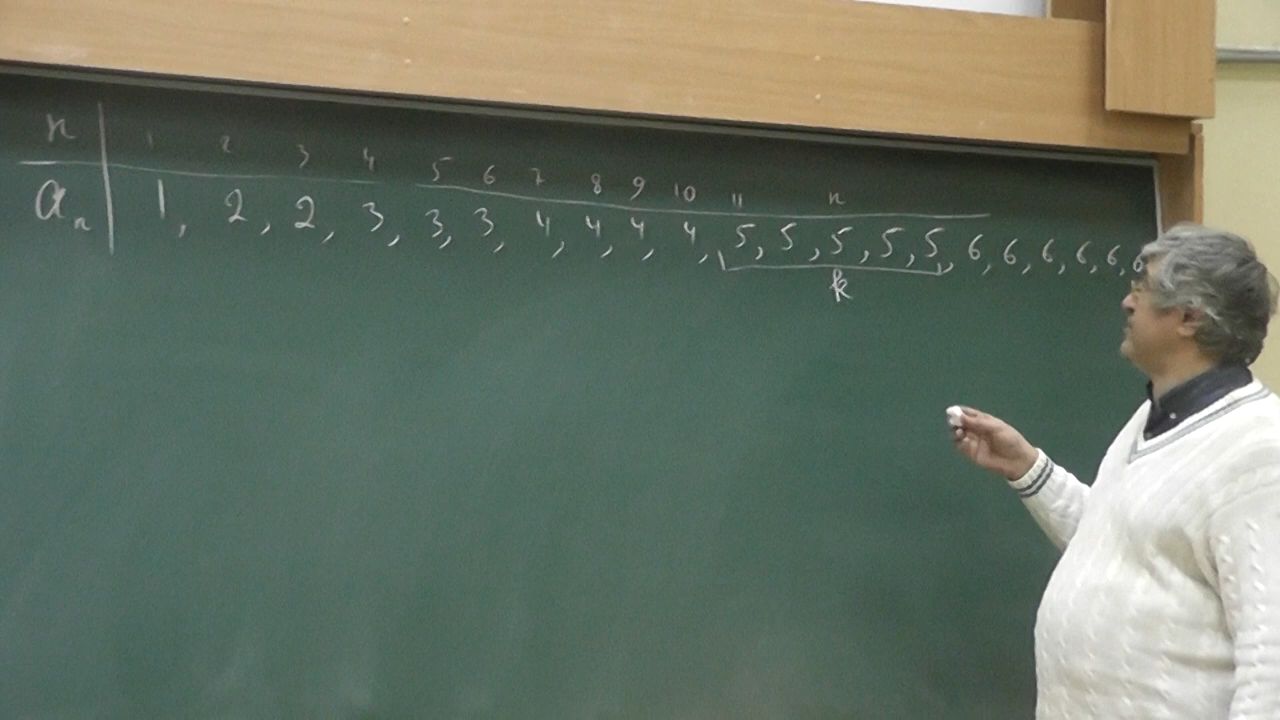 n 1 2 3 4 5 6 7 8 9 10 11 n
aₙ 1, 2, 2, 3, 3, 3, 4, 4, 4, 4, 5, 5, 5, 5, 5, 6, 6, 6, 6, 6, 6
k